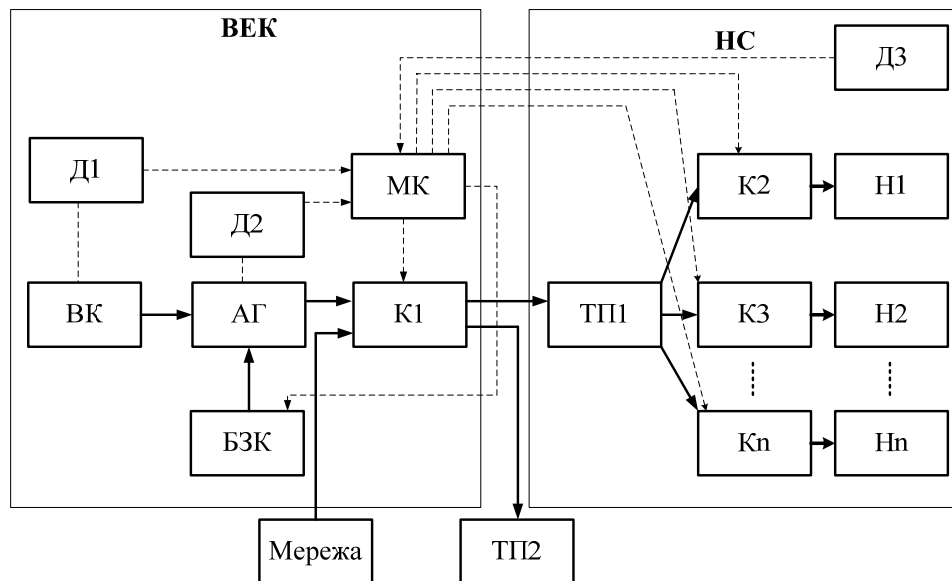 ВЕК
НС
Д3
Д1
МК
К2
Н1
Д2
ВК
АГ
К1
ТП1
К3
Н2
БЗК
Кn
Нn
Мережа
ТП2